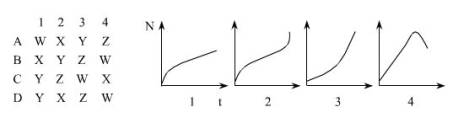 1 2 3 4
A W X Y Z
B X Y Z W
C Y Z W X
D Y X Z W
N
1 t 2 3 4